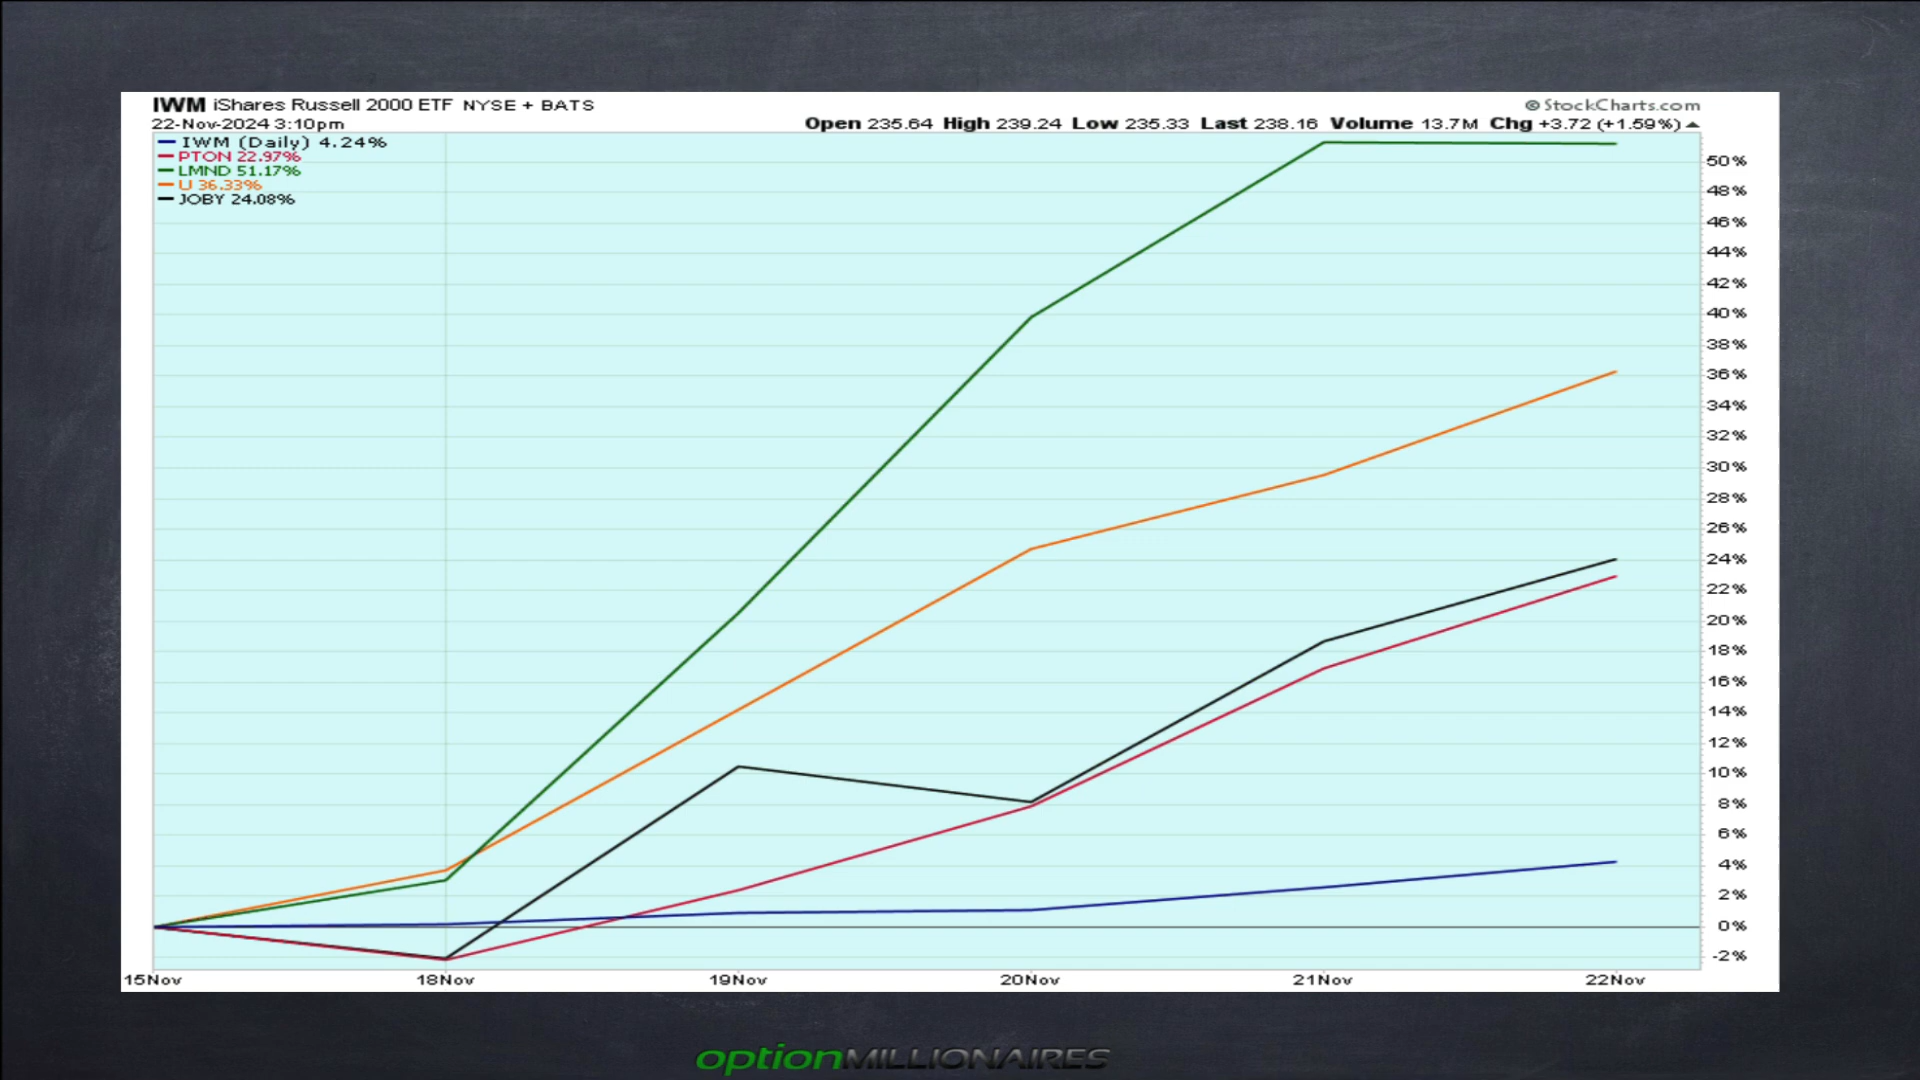 IWM iShares Russell 2000 ETF NYSE + BATS
© StockCharts.com
22-Nov-2024 3:10pm
Open 235.64 High 239.24 Low 235.33 Last 238.16 Volume 13.7M Chg +3.72 (+1.59%)
IWM (Daily) 4.24%
PTON 22.97%
LMND 51.17%
U 36.33%
JOBY 24.08%
50%
48%
46%
44%
42%
40%
38%
36%
34%
32%
30%
28%
26%
24%
22%
20%
18%
16%
14%
12%
10%
8%
6%
4%
2%
0%
-2%
15Nov 18Nov 19Nov 20Nov 21Nov 22Nov
optionMILLIONAIRES